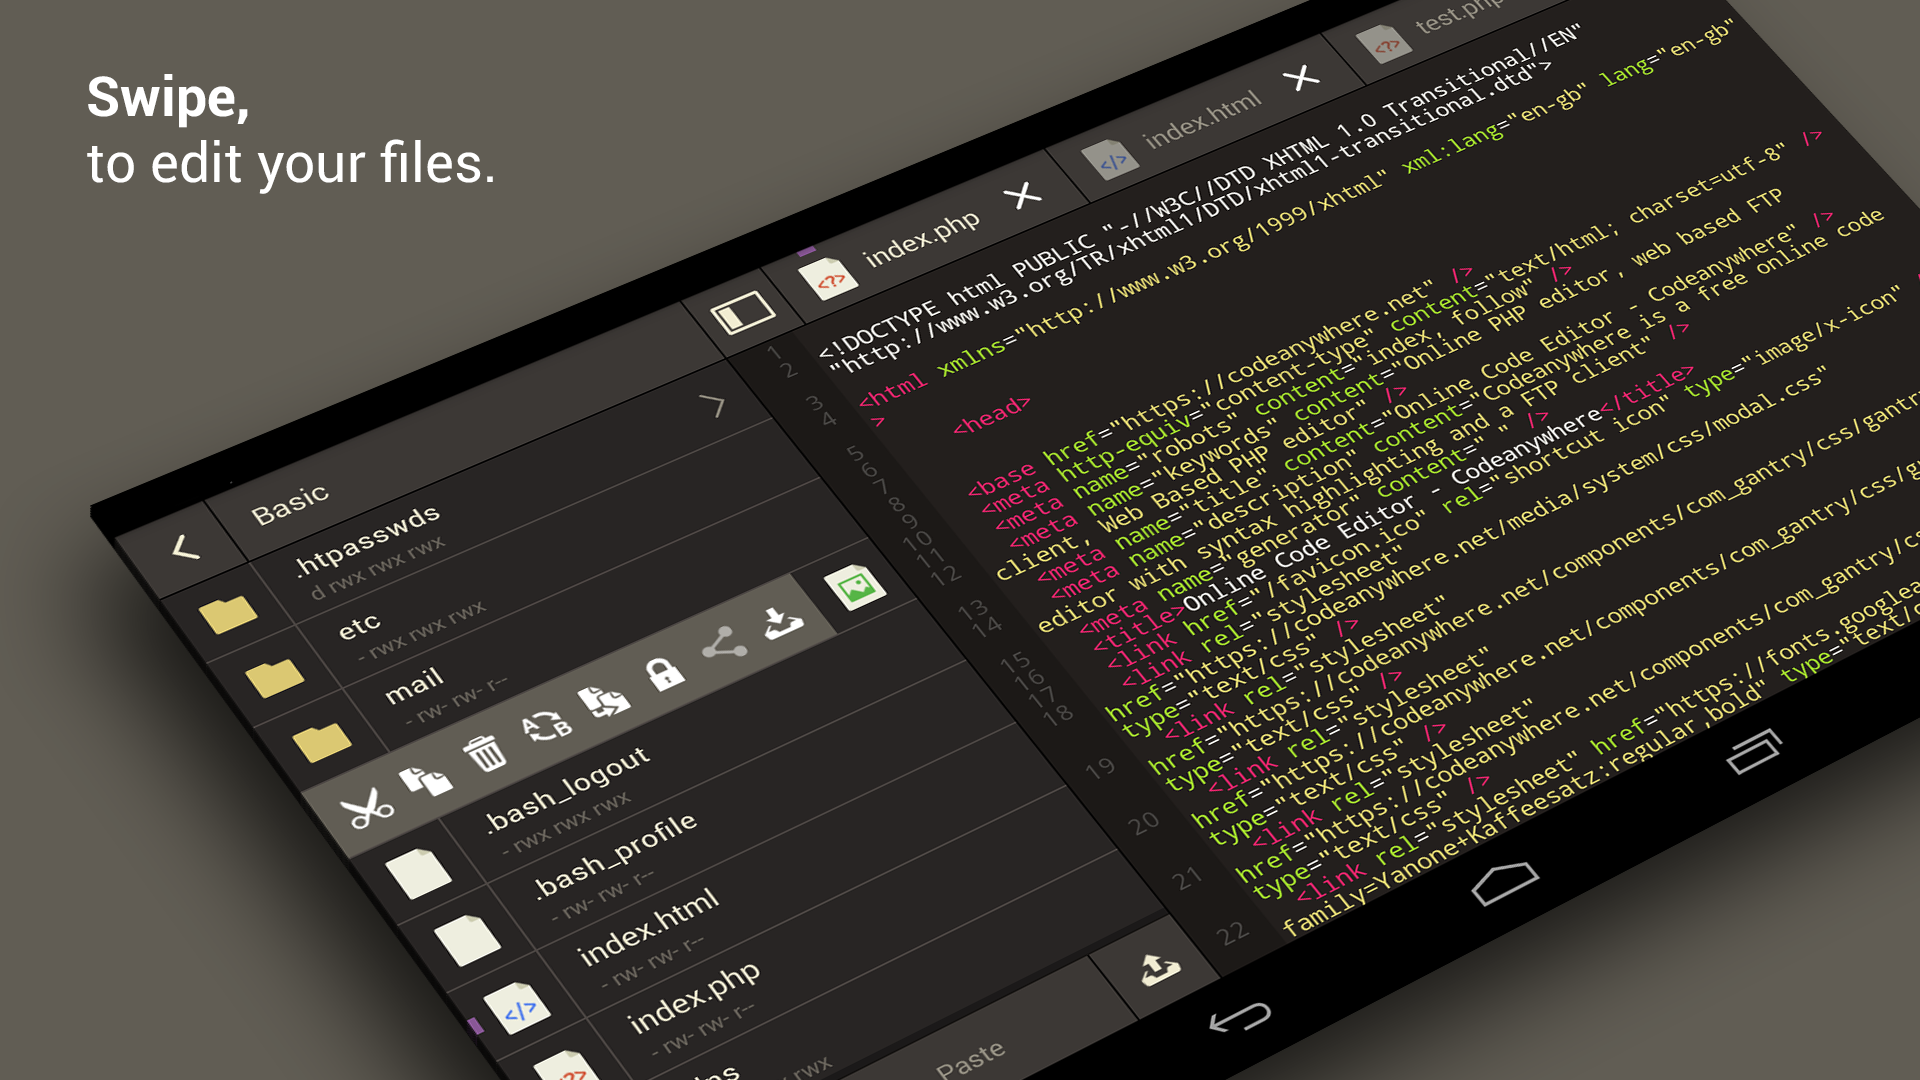 Swipe,
to edit your files.
Basic
.htpasswds
d rwx rwx rwx
etc
- rwx rwx rwx
mail
- rw- rw- r--
A
B
.bash_logout
- rwx rwx rwx
.bash_profile
- rw- rw- r--
index.html
- rw- rw- r--
index.php
- rw- rw- r--
rwx
Paste
index.php
index.html
test.php
1
2
3
4
5
6
7
8
9
10
11
12
13
14
15
16
17
18
19
20
21
22
<!DOCTYPE html PUBLIC "-//W3C//DTD XHTML 1.0 Transitional//EN"
"http://www.w3.org/TR/xhtml1/DTD/xhtml1-transitional.dtd">
<html xmlns="http://www.w3.org/1999/xhtml" xml:lang="en-gb" lang="en-gb"
>
<head>
<base href="https://codeanywhere.net" />
<meta http-equiv="content-type" content="text/html; charset=utf-8" />
<meta name="robots" content="index, follow" />
<meta name="keywords" content="Online PHP editor, web based FTP
client, Web Based PHP editor" />
<meta name="title" content="Online Code Editor - Codeanywhere" />
<meta name="description" content="Codeanywhere is a free online code
editor with syntax highlighting and a FTP client" />
<meta name="generator" content=" " />
<title>Online Code Editor - Codeanywhere</title>
<link href="/favicon.ico" rel="shortcut icon" type="image/x-icon"
<link rel="stylesheet"
href="https://codeanywhere.net/media/system/css/modal.css"
type="text/css" />
<link rel="stylesheet"
href="https://codeanywhere.net/components/com_gantry/css/gantr
type="text/css" />
<link rel="stylesheet"
href="https://codeanywhere.net/components/com_gantry/css/g
type="text/css" />
<link rel="stylesheet"
href="https://codeanywhere.net/components/com_gantry/cs
type="text/css" />
<link rel="stylesheet" href="https://fonts.googlea
family=Yanone+Kaffeesatz:regular,bold" type="text/c